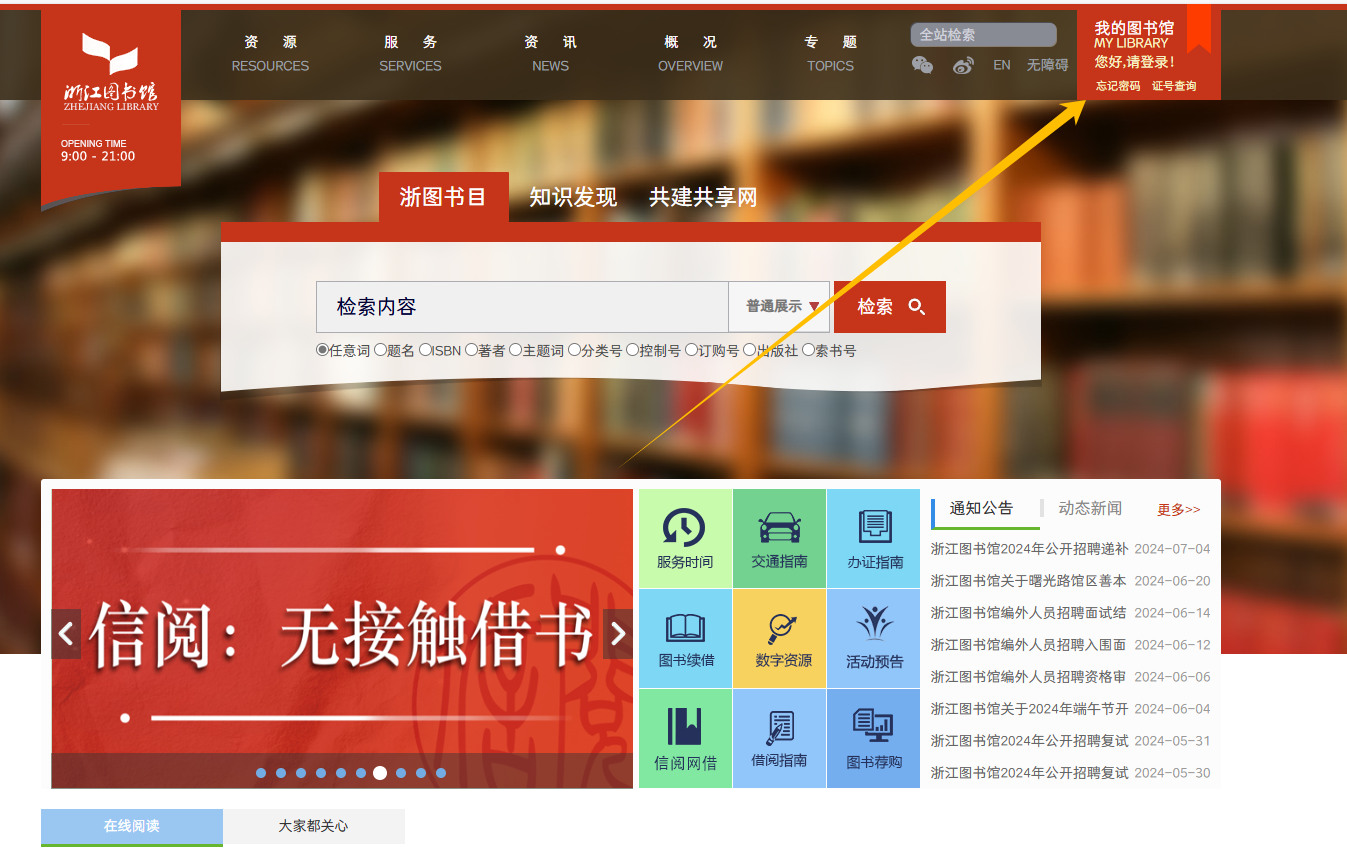 浙江图书馆
ZHEJIANG LIBRARY
OPENING TIME
9:00 - 21:00
资 源
RESOURCES
服 务
SERVICES
资 讯
NEWS
概 况
OVERVIEW
专 题
TOPICS
全站检索
EN 无障碍
我的图书馆
MY LIBRARY
您好,请登录!
忘记密码 证号查询
浙图书目 知识发现 共建共享网
检索内容 普通展示 检索
任意词 题名 ISBN 著者 主题词 分类号 控制号 订购号 出版社 索书号
信阅：无接触借书
服务时间 交通指南 办证指南
图书续借 数字资源 活动预告
信阅网借 借阅指南 图书荐购
通知公告 动态新闻 更多>>
浙江图书馆2024年公开招聘递补 2024-07-04
浙江图书馆关于曙光路馆区善本 2024-06-20
浙江图书馆编外人员招聘面试结 2024-06-14
浙江图书馆编外人员招聘入围面 2024-06-12
浙江图书馆编外人员招聘资格审 2024-06-06
浙江图书馆关于2024年端午节开 2024-06-04
浙江图书馆2024年公开招聘复试 2024-05-31
浙江图书馆2024年公开招聘复试 2024-05-30
在线阅读 大家都关心